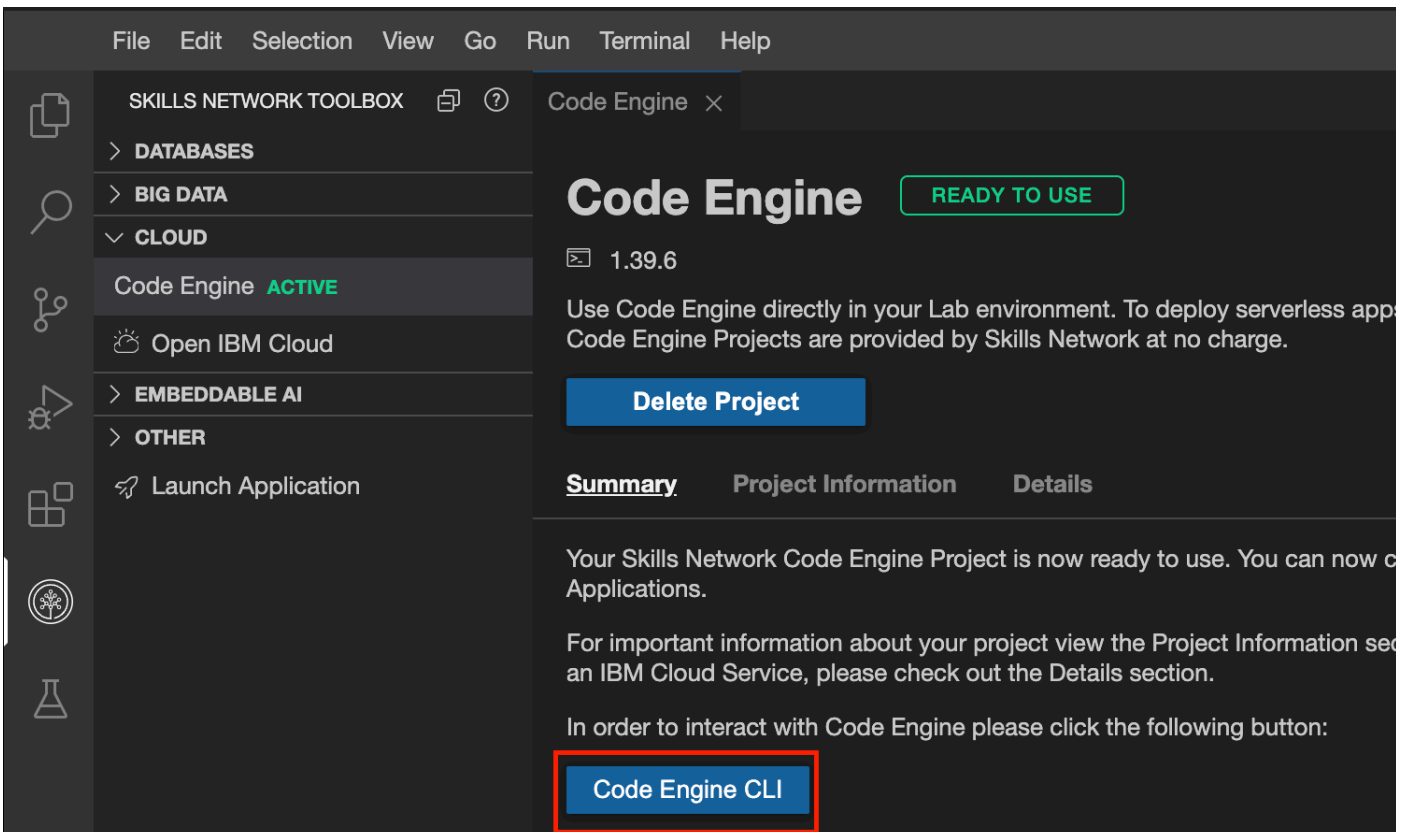 File Edit Selection View Go Run Terminal Help
SKILLS NETWORK TOOLBOX
DATABASES
BIG DATA
CLOUD
Code Engine ACTIVE
Open IBM Cloud
EMBEDDABLE AI
OTHER
Launch Application
Code Engine
Code Engine READY TO USE
1.39.6
Use Code Engine directly in your Lab environment. To deploy serverless apps
Code Engine Projects are provided by Skills Network at no charge.
Delete Project
Summary Project Information Details
Your Skills Network Code Engine Project is now ready to use. You can now c
Applications.
For important information about your project view the Project Information sec
an IBM Cloud Service, please check out the Details section.
In order to interact with Code Engine please click the following button:
Code Engine CLI